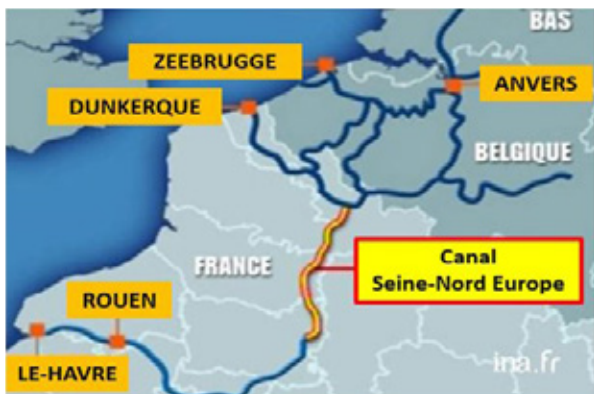 BAS
ZEEBRUGGE
ANVERS
DUNKERQUE
BELGIQUE
FRANCE
Canal
Seine-Nord Europe
ROUEN
LE-HAVRE
ina.fr